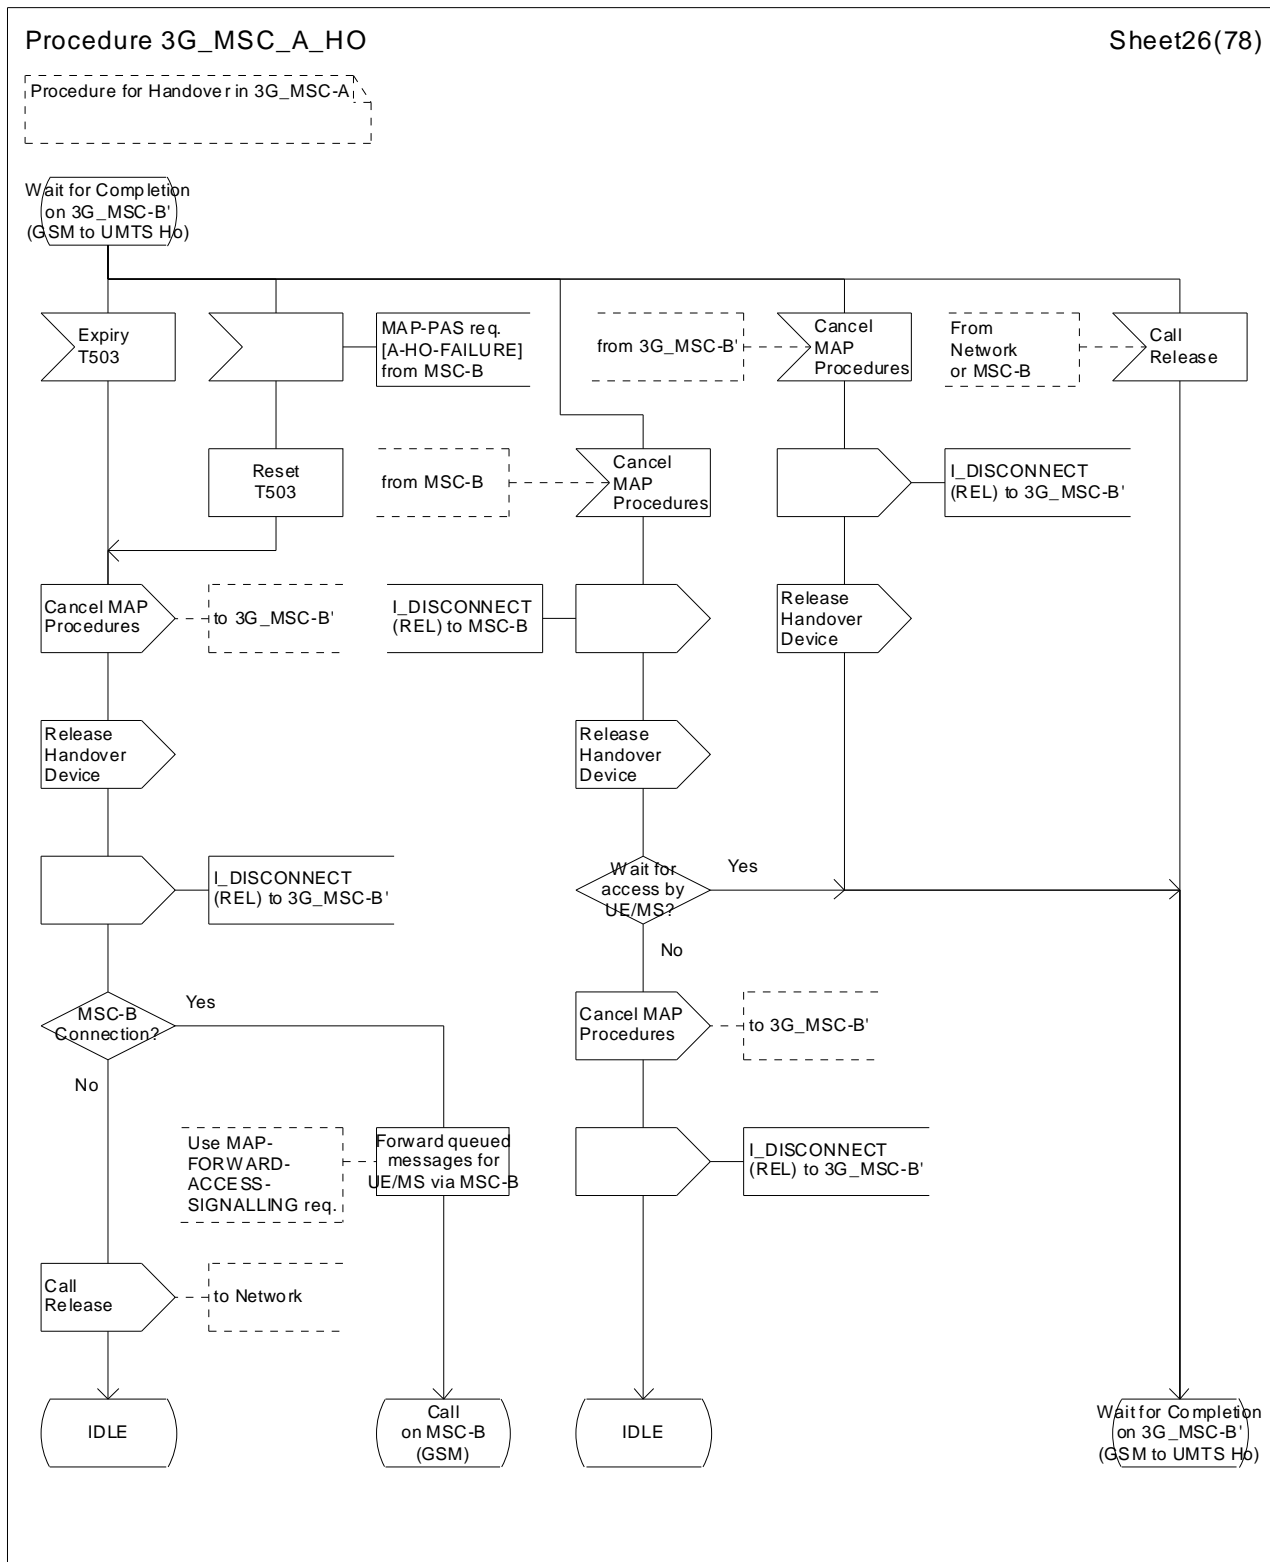 Procedure 3G_MSC_A_HO
Sheet26(78)
Procedure for Handover in 3G_MSC-A
Wait for Completion
on 3G_MSC-B'
(GSM to UMTS Ho)
Expiry
T503
MAP-PAS req.
[A-HO-FAILURE]
from MSC-B
from 3G_MSC-B'
Cancel
MAP
Procedures
From
Network
or MSC-B
Call
Release
Reset
T503
from MSC-B
Cancel
MAP
Procedures
I_DISCONNECT
(REL) to 3G_MSC-B'
Cancel MAP
Procedures
to 3G_MSC-B'
I_DISCONNECT
(REL) to MSC-B
Release
Handover
Device
Release
Handover
Device
Release
Handover
Device
I_DISCONNECT
(REL) to 3G_MSC-B'
Wait for
access by
UE/MS?
Yes
No
MSC-B
Connection?
Yes
No
Cancel MAP
Procedures
to 3G_MSC-B'
Use MAP-
FORWARD-
ACCESS-
SIGNALLING req.
Forward queued
messages for
UE/MS via MSC-B
I_DISCONNECT
(REL) to 3G_MSC-B'
Call
Release
to Network
IDLE
Call
on MSC-B
(GSM)
IDLE
Wait for Completion
on 3G_MSC-B'
(GSM to UMTS Ho)